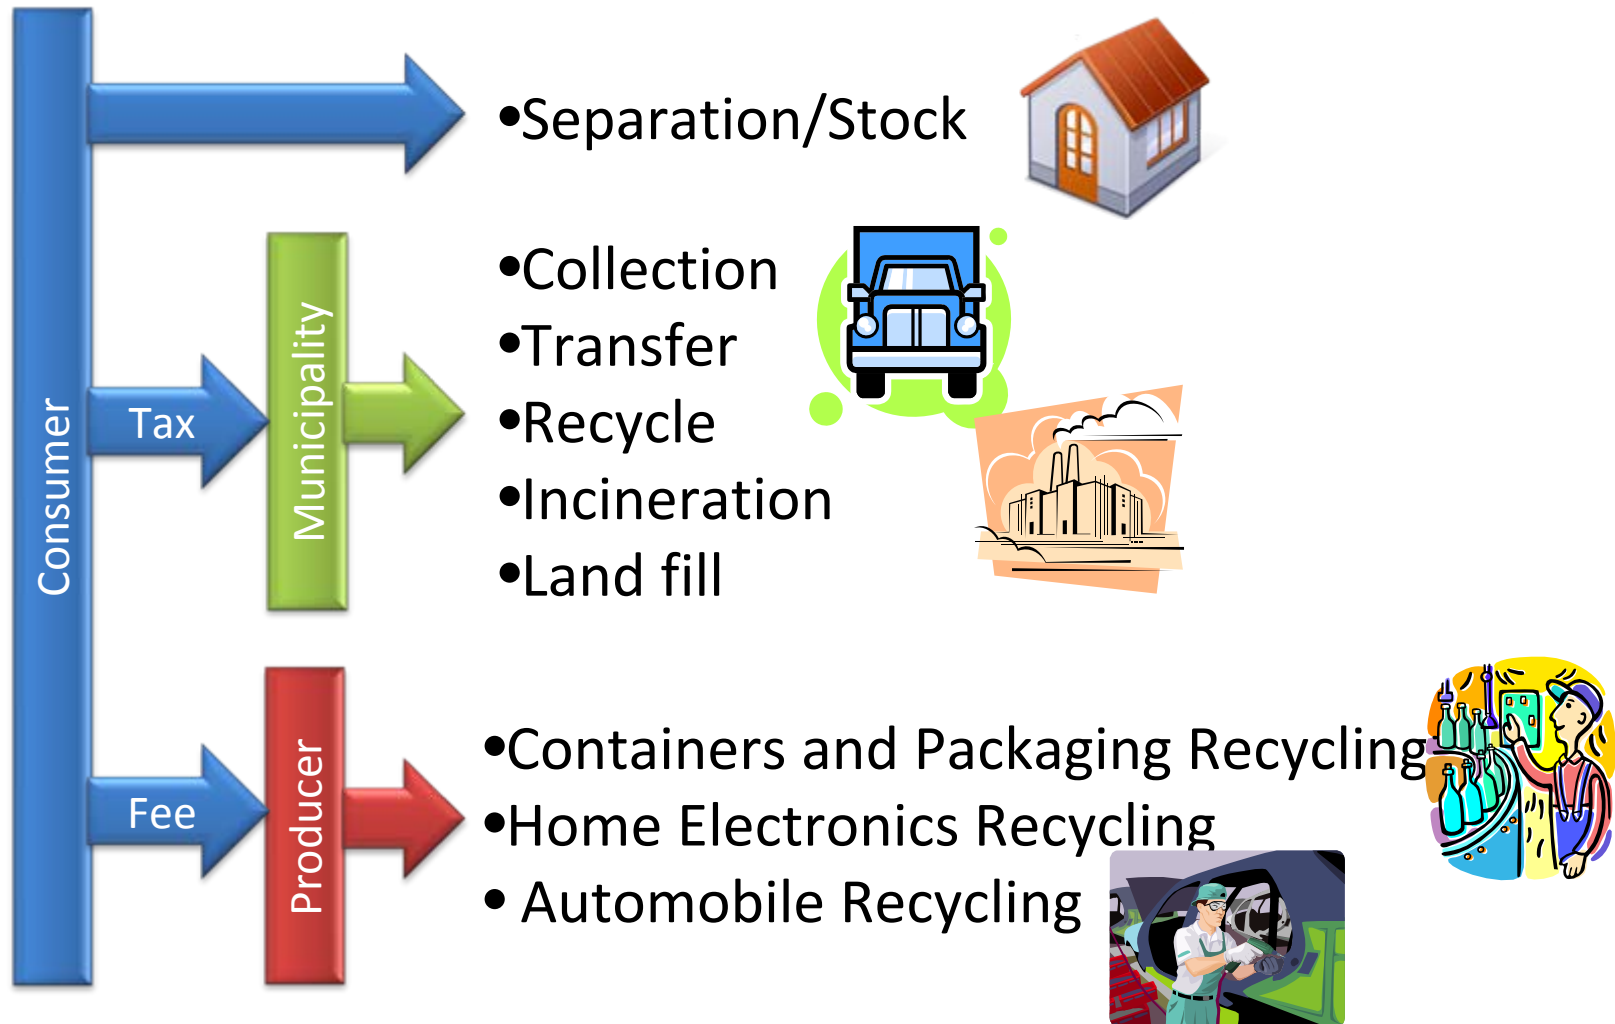 •Separation/Stock
•Collection
•Transfer
•Recycle
•Incineration
•Land fill
•Containers and Packaging Recycling
•Home Electronics Recycling
• Automobile Recycling
Consumer
Tax
Municipality
Fee
Producer